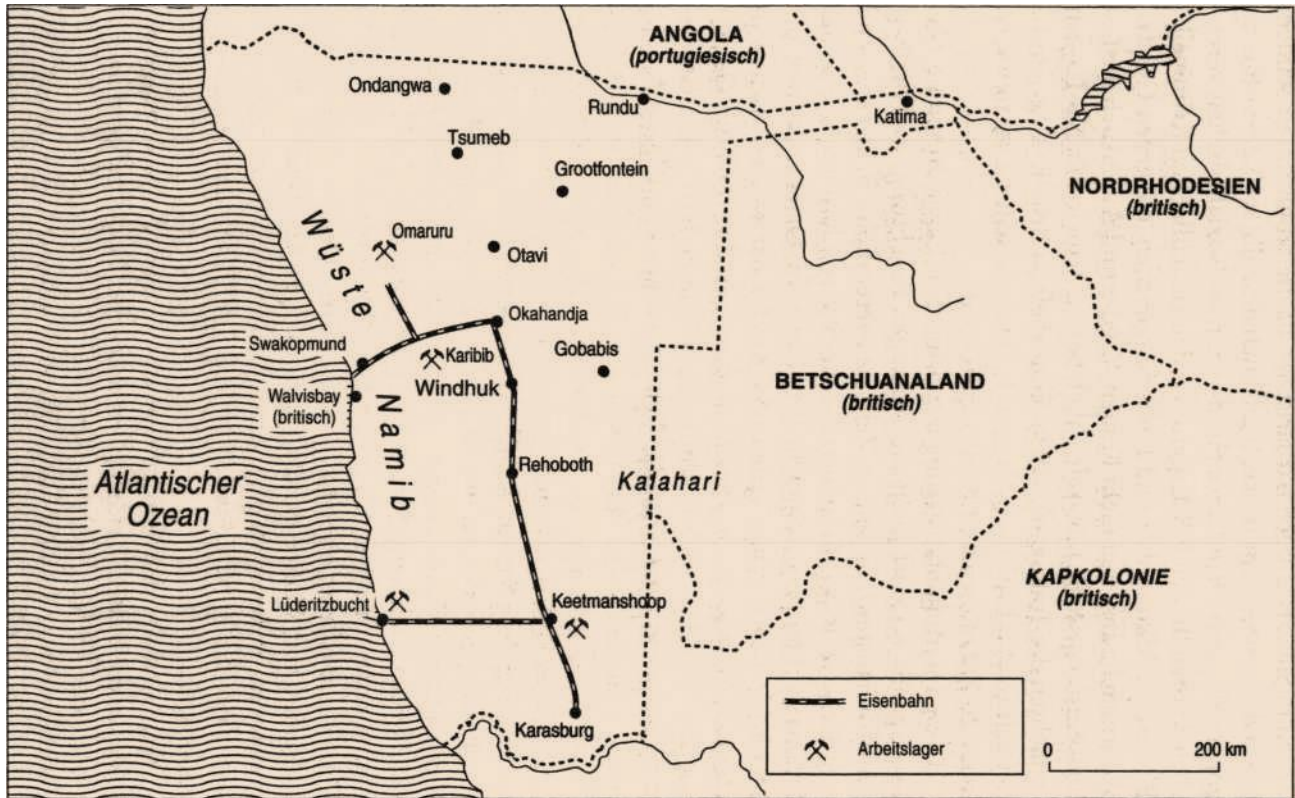 ANGOLA
(portugiesisch)
Ondangwa
Rundu
Katima
Tsumeb
Grootfontein
NORDRHODESIEN
(britisch)
Wüste
Omaruru
Otavi
Okahandja
Swakopmund
Karibib
Gobabis
Windhuk
BETSCHUANALAND
(britisch)
Walvisbay
(britisch)
Namib
Rehoboth
Kalahari
Atlantischer
Ozean
KAPKOLONIE
(britisch)
Lüderitzbucht
Keetmanshoop
Eisenbahn
Karasburg
Arbeitslager
0 200 km